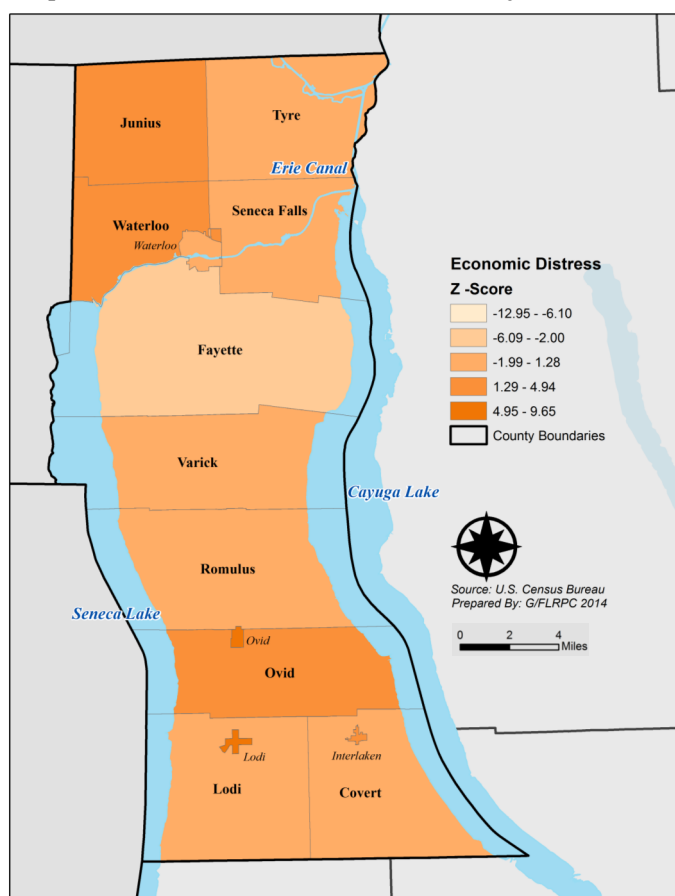 Junius
Tyre
Erie Canal
Waterloo
Seneca Falls
Waterloo
Economic Distress
Z -Score
-12.95 - -6.10
-6.09 - -2.00
-1.99 - 1.28
1.29 - 4.94
4.95 - 9.65
County Boundaries
Fayette
Varick
Cayuga Lake
Romulus
Source: U.S. Census Bureau
Prepared By: G/FLRPC 2014
Seneca Lake
0 2 4
Miles
Ovid
Ovid
Lodi
Interlaken
Lodi
Covert